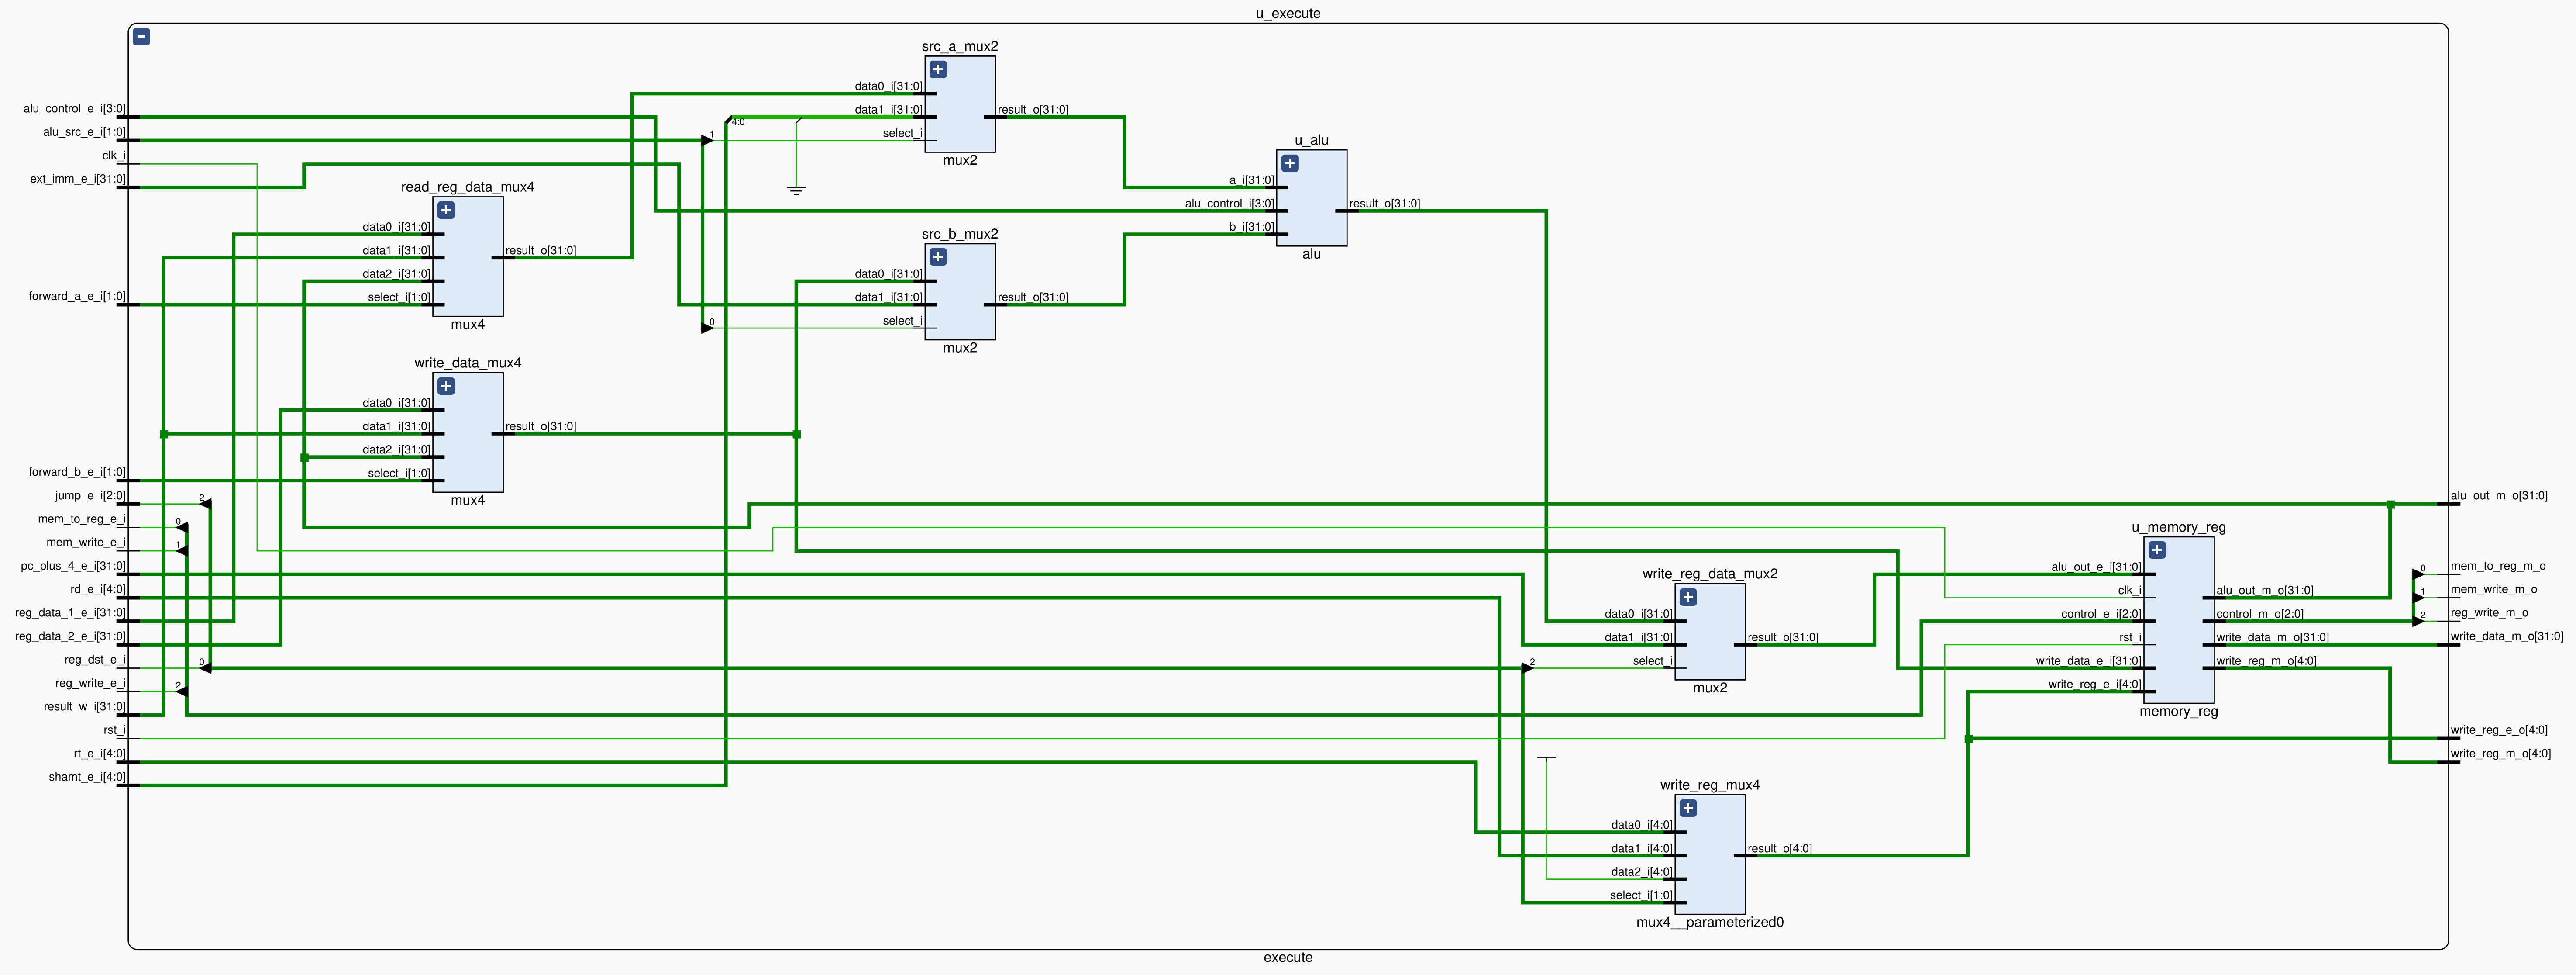 u_execute
alu_control_e_i[3:0]
alu_src_e_i[1:0]
clk_i
ext_imm_e_i[31:0]
forward_a_e_i[1:0]
forward_b_e_i[1:0]
jump_e_i[2:0]
mem_to_reg_e_i
mem_write_e_i
pc_plus_4_e_i[31:0]
rd_e_i[4:0]
reg_data_1_e_i[31:0]
reg_data_2_e_i[31:0]
reg_dst_e_i
reg_write_e_i
result_w_i[31:0]
rst_i
rt_e_i[4:0]
shamt_e_i[4:0]
2
0
1
0
2
read_reg_data_mux4
data0_i[31:0]
data1_i[31:0]
data2_i[31:0]
select_i[1:0]
result_o[31:0]
mux4
write_data_mux4
data0_i[31:0]
data1_i[31:0]
data2_i[31:0]
select_i[1:0]
result_o[31:0]
mux4
1
4:0
0
src_a_mux2
data0_i[31:0]
data1_i[31:0]
select_i
result_o[31:0]
mux2
src_b_mux2
data0_i[31:0]
data1_i[31:0]
select_i
result_o[31:0]
mux2
u_alu
a_i[31:0]
alu_control_i[3:0]
b_i[31:0]
result_o[31:0]
alu
2
write_reg_data_mux2
data0_i[31:0]
data1_i[31:0]
select_i
result_o[31:0]
mux2
write_reg_mux4
data0_i[4:0]
data1_i[4:0]
data2_i[4:0]
select_i[1:0]
result_o[4:0]
mux4__parameterized0
u_memory_reg
alu_out_e_i[31:0]
clk_i
control_e_i[2:0]
rst_i
write_data_e_i[31:0]
write_reg_e_i[4:0]
alu_out_m_o[31:0]
control_m_o[2:0]
write_data_m_o[31:0]
write_reg_m_o[4:0]
memory_reg
0
1
2
alu_out_m_o[31:0]
mem_to_reg_m_o
mem_write_m_o
reg_write_m_o
write_data_m_o[31:0]
write_reg_e_o[4:0]
write_reg_m_o[4:0]
execute